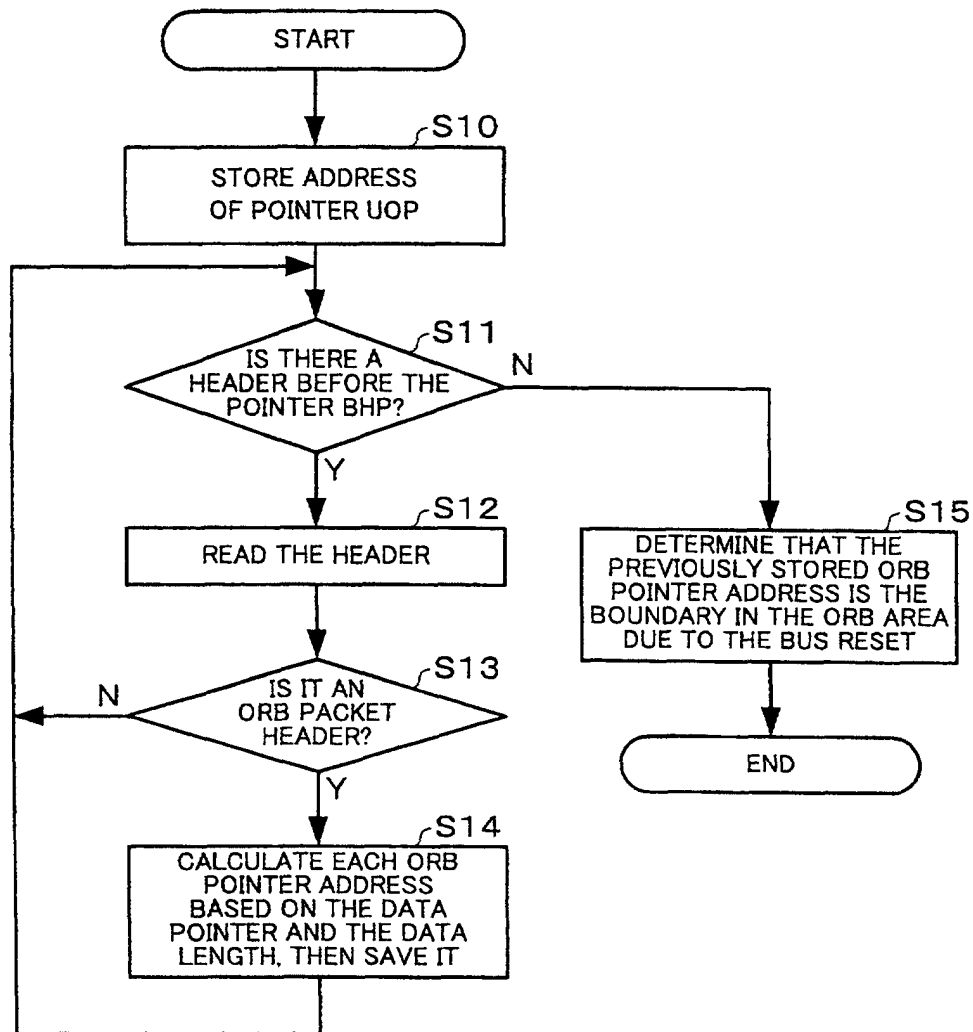 START
S10
STORE ADDRESS
OF POINTER UOP
S11
IS THERE A
HEADER BEFORE THE
POINTER BHP?
N
Y
S12
READ THE HEADER
S15
DETERMINE THAT THE
PREVIOUSLY STORED ORB
POINTER ADDRESS IS THE
BOUNDARY IN THE ORB AREA
DUE TO THE BUS RESET
S13
IS IT AN
ORB PACKET
HEADER?
N
Y
END
S14
CALCULATE EACH ORB
POINTER ADDRESS
BASED ON THE DATA
POINTER AND THE DATA
LENGTH, THEN SAVE IT